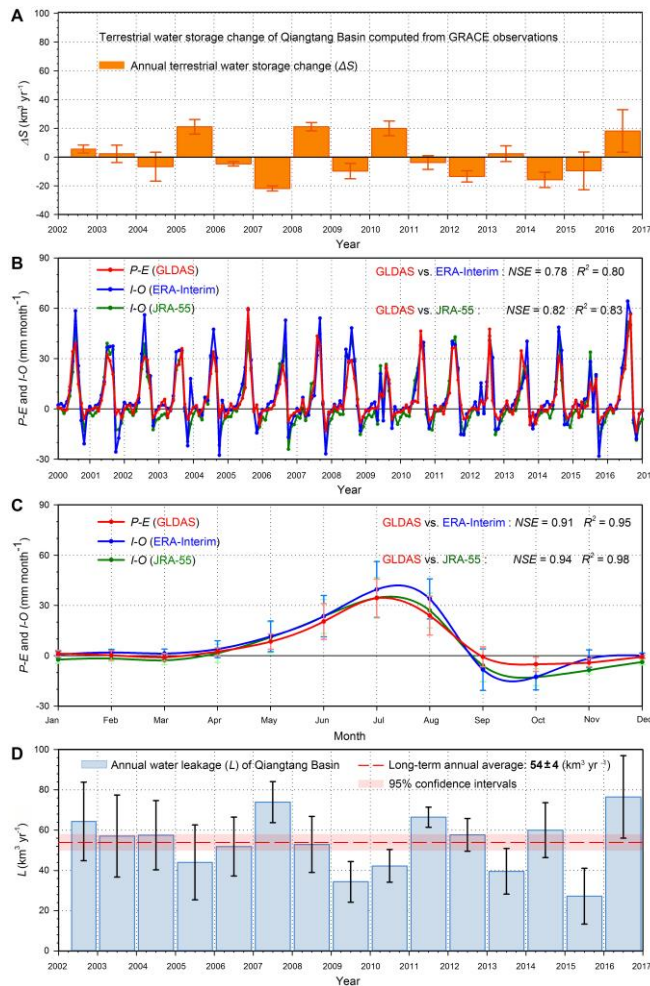 A
Terrestrial water storage change of Qiangtang Basin computed from GRACE observations
Annual terrestrial water storage change (ΔS)
ΔS (km³ yr⁻¹)
100
80
60
40
20
0
-20
-40
2002 2003 2004 2005 2006 2007 2008 2009 2010 2011 2012 2013 2014 2015 2016 2017
Year
B
P-E (GLDAS)
I-O (ERA-Interim)
I-O (JRA-55)
GLDAS vs. ERA-Interim : NSE = 0.78 R² = 0.80
GLDAS vs. JRA-55 : NSE = 0.82 R² = 0.83
P-E and I-O (mm month⁻¹)
90
60
30
0
-30
2000 2001 2002 2003 2004 2005 2006 2007 2008 2009 2010 2011 2012 2013 2014 2015 2016 2017
Year
C
P-E (GLDAS)
I-O (ERA-Interim)
I-O (JRA-55)
GLDAS vs. ERA-Interim : NSE = 0.91 R² = 0.95
GLDAS vs. JRA-55 : NSE = 0.94 R² = 0.98
P-E and I-O (mm month⁻¹)
90
60
30
0
-30
Jan Feb Mar Apr May Jun Jul Aug Sep Oct Nov Dec
Month
D
Annual water leakage (L) of Qiangtang Basin
Long-term annual average: 54±4 (km³ yr⁻¹)
95% confidence intervals
L (km³ yr⁻¹)
100
80
60
40
20
0
2002 2003 2004 2005 2006 2007 2008 2009 2010 2011 2012 2013 2014 2015 2016 2017
Year